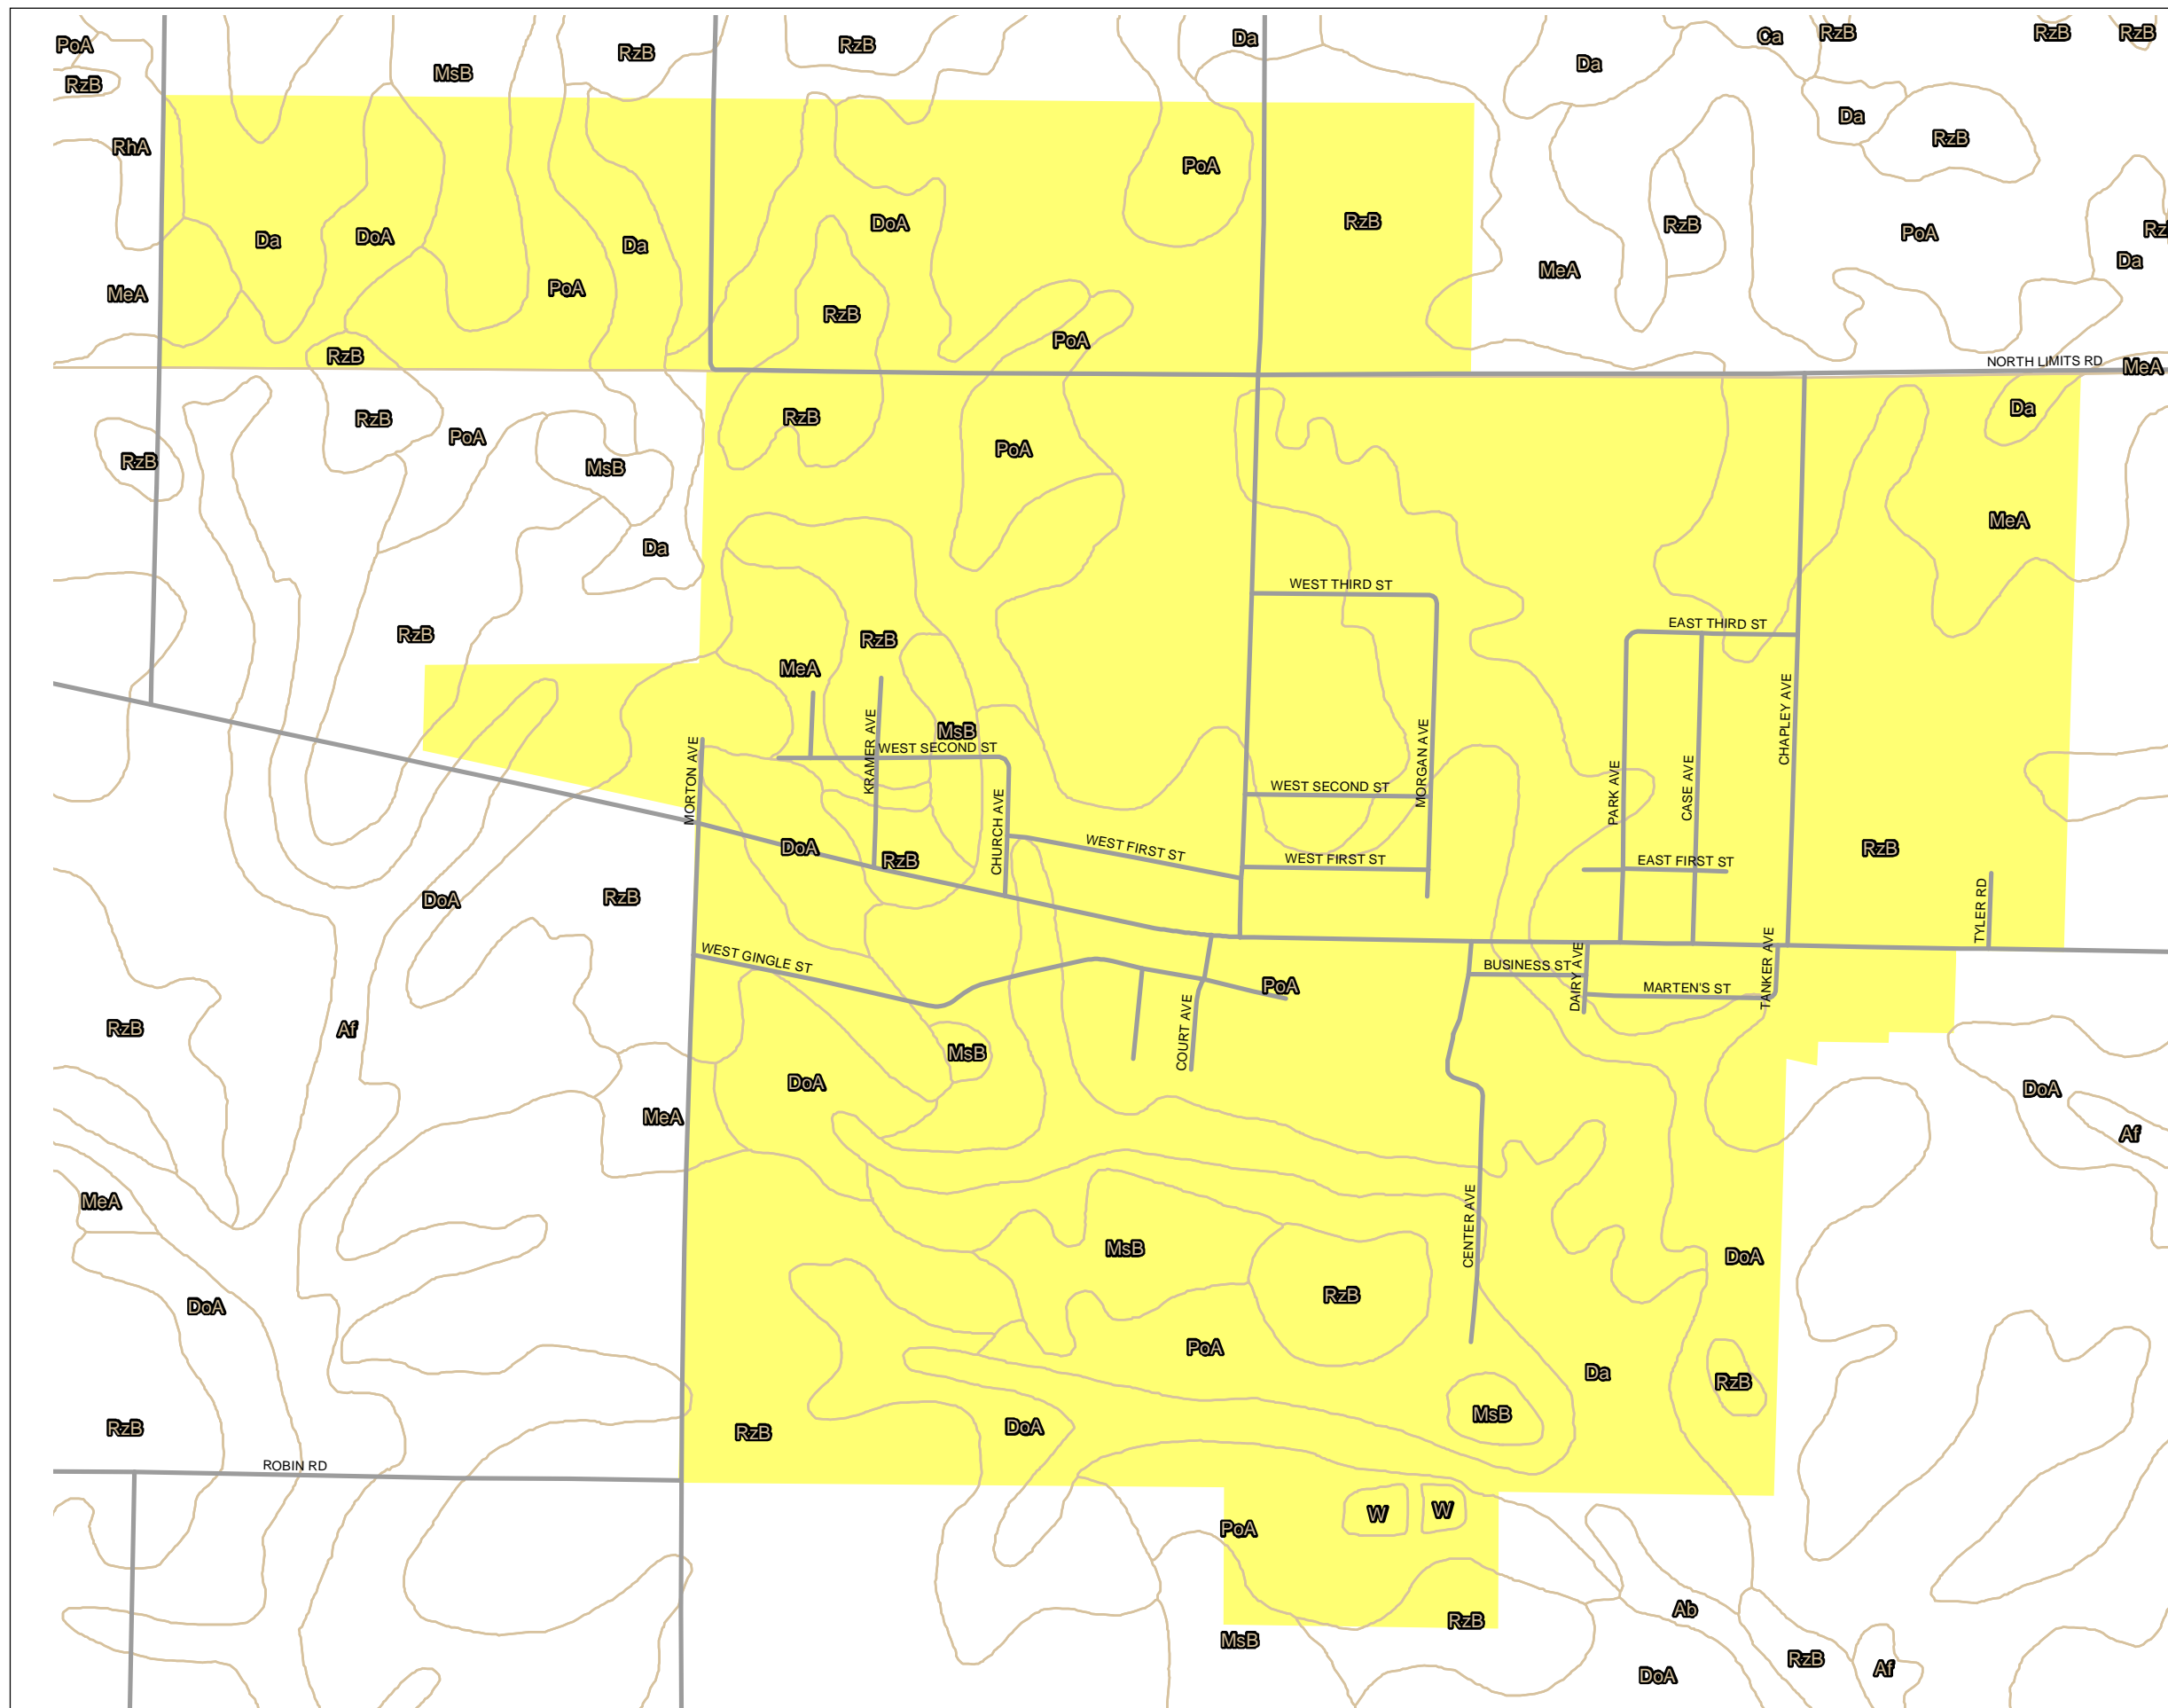 PoA
RzB
MsB
RzB
RzB
Da
Da
Ca
RzB
RzB
RzB
RzB
RhA
Da
RzB
PoA
Da
DoA
Da
DoA
RzB
RzB
PoA
Da
MeA
PoA
RzB
MeA
PoA
RzB
NORTH LIMITS RD
MeA
RzB
PoA
RzB
PoA
Da
RzB
MsB
Da
MeA
WEST THIRD ST
RzB
RzB
MeA
EAST THIRD ST
MsB
WEST SECOND ST
KRAMER AVE
MORTON AVE
CHURCH AVE
WEST SECOND ST
MORGAN AVE
PARK AVE
CASE AVE
CHAPLEY AVE
DoA
RzB
WEST FIRST ST
WEST FIRST ST
EAST FIRST ST
RzB
DoA
RzB
TYLER RD
WEST GINGLE ST
PoA
BUSINESS ST
DAIRY AVE
MARTEN'S ST
TANKER AVE
RzB
Af
MsB
COURT AVE
DoA
MeA
DoA
Af
MeA
MsB
CENTER AVE
DoA
DoA
RzB
PoA
Da
RzB
RzB
RzB
DoA
MsB
ROBIN RD
W
W
PoA
Ab
RzB
MsB
RzB
Af
DoA